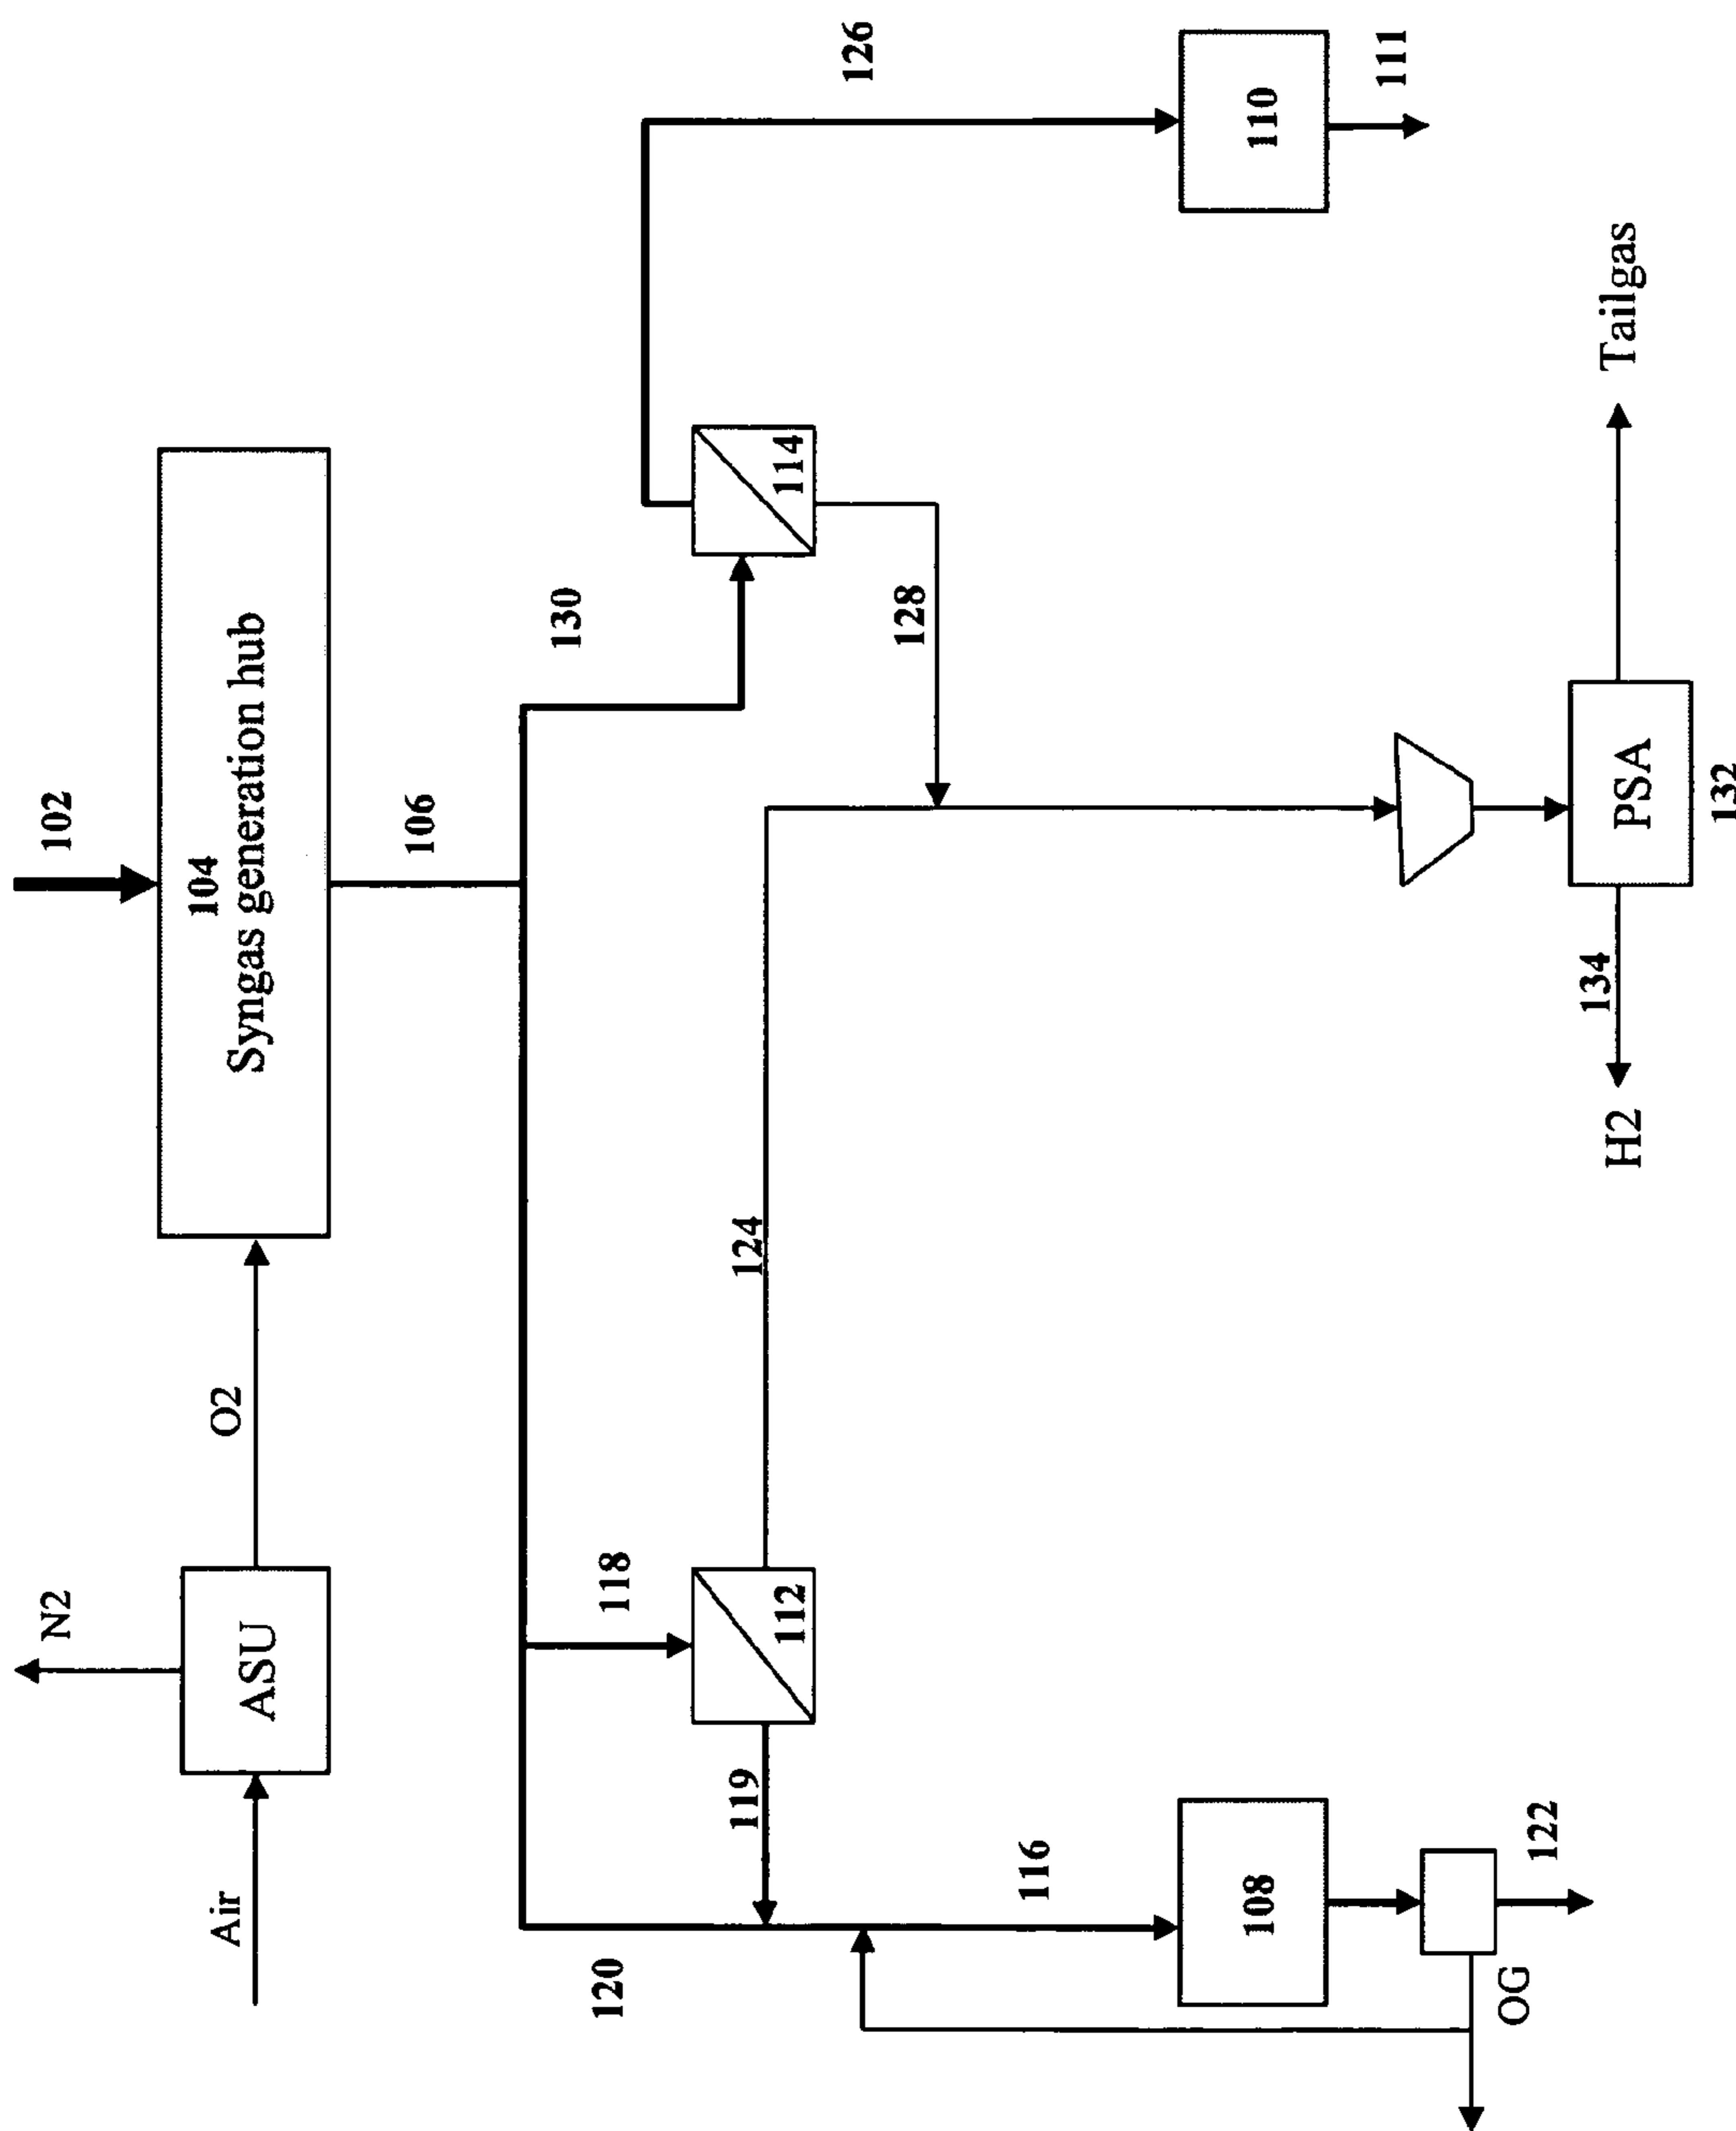 102
104
Syngas generation hub
N2
ASU
Air
O2
106
130
126
118
120
119
112
124
114
128
116
108
110
111
OG
122
PSA
132
134
H2
Tailgas